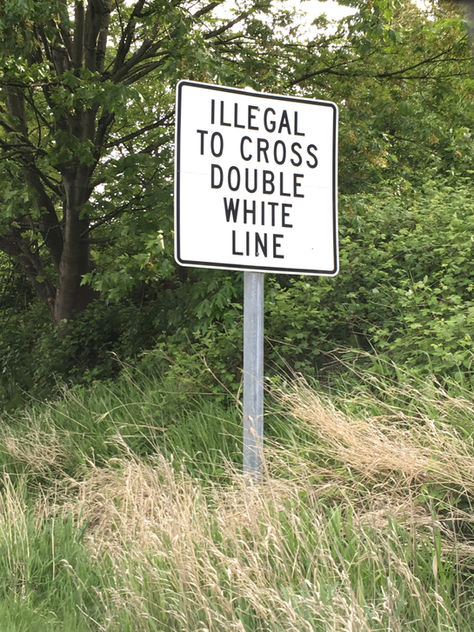 ILLEGAL
TO CROSS
DOUBLE
WHITE
LINE